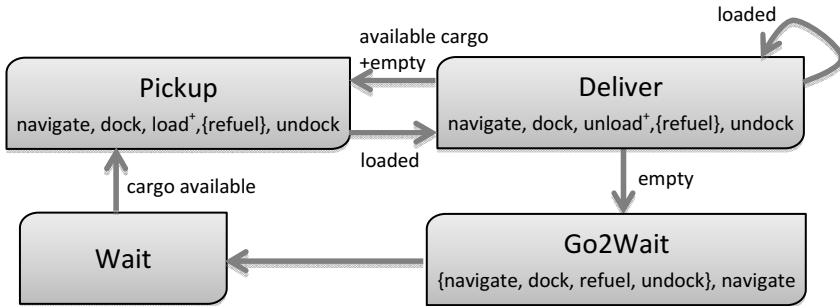 loaded
available cargo
+empty
Pickup
navigate, dock, load⁺,{refuel}, undock
Deliver
navigate, dock, unload⁺,{refuel}, undock
loaded
cargo available
empty
Wait
Go2Wait
{navigate, dock, refuel, undock}, navigate